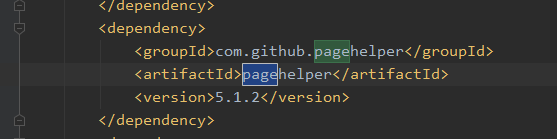 </dependency>
<dependency>
<groupId>com.github.pagehelper</groupId>
<artifactId>pagehelper</artifactId>
<version>5.1.2</version>
</dependency>